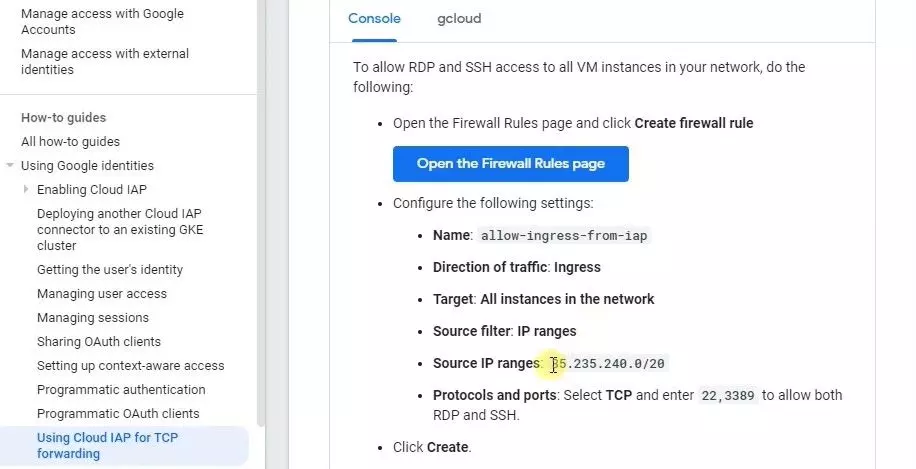 Manage access with Google
Accounts
Manage access with external
identities
How-to guides
All how-to guides
Using Google identities
Enabling Cloud IAP
Deploying another Cloud IAP
connector to an existing GKE
cluster
Getting the user's identity
Managing user access
Managing sessions
Sharing OAuth clients
Setting up context-aware access
Programmatic authentication
Programmatic OAuth clients
Using Cloud IAP for TCP
forwarding
Console gcloud
To allow RDP and SSH access to all VM instances in your network, do the
following:
• Open the Firewall Rules page and click Create firewall rule
Open the Firewall Rules page
• Configure the following settings:
• Name: allow-ingress-from-iap
• Direction of traffic: Ingress
• Target: All instances in the network
• Source filter: IP ranges
• Source IP ranges: 35.235.240.0/20
• Protocols and ports: Select TCP and enter 22,3389 to allow both
RDP and SSH.
• Click Create.